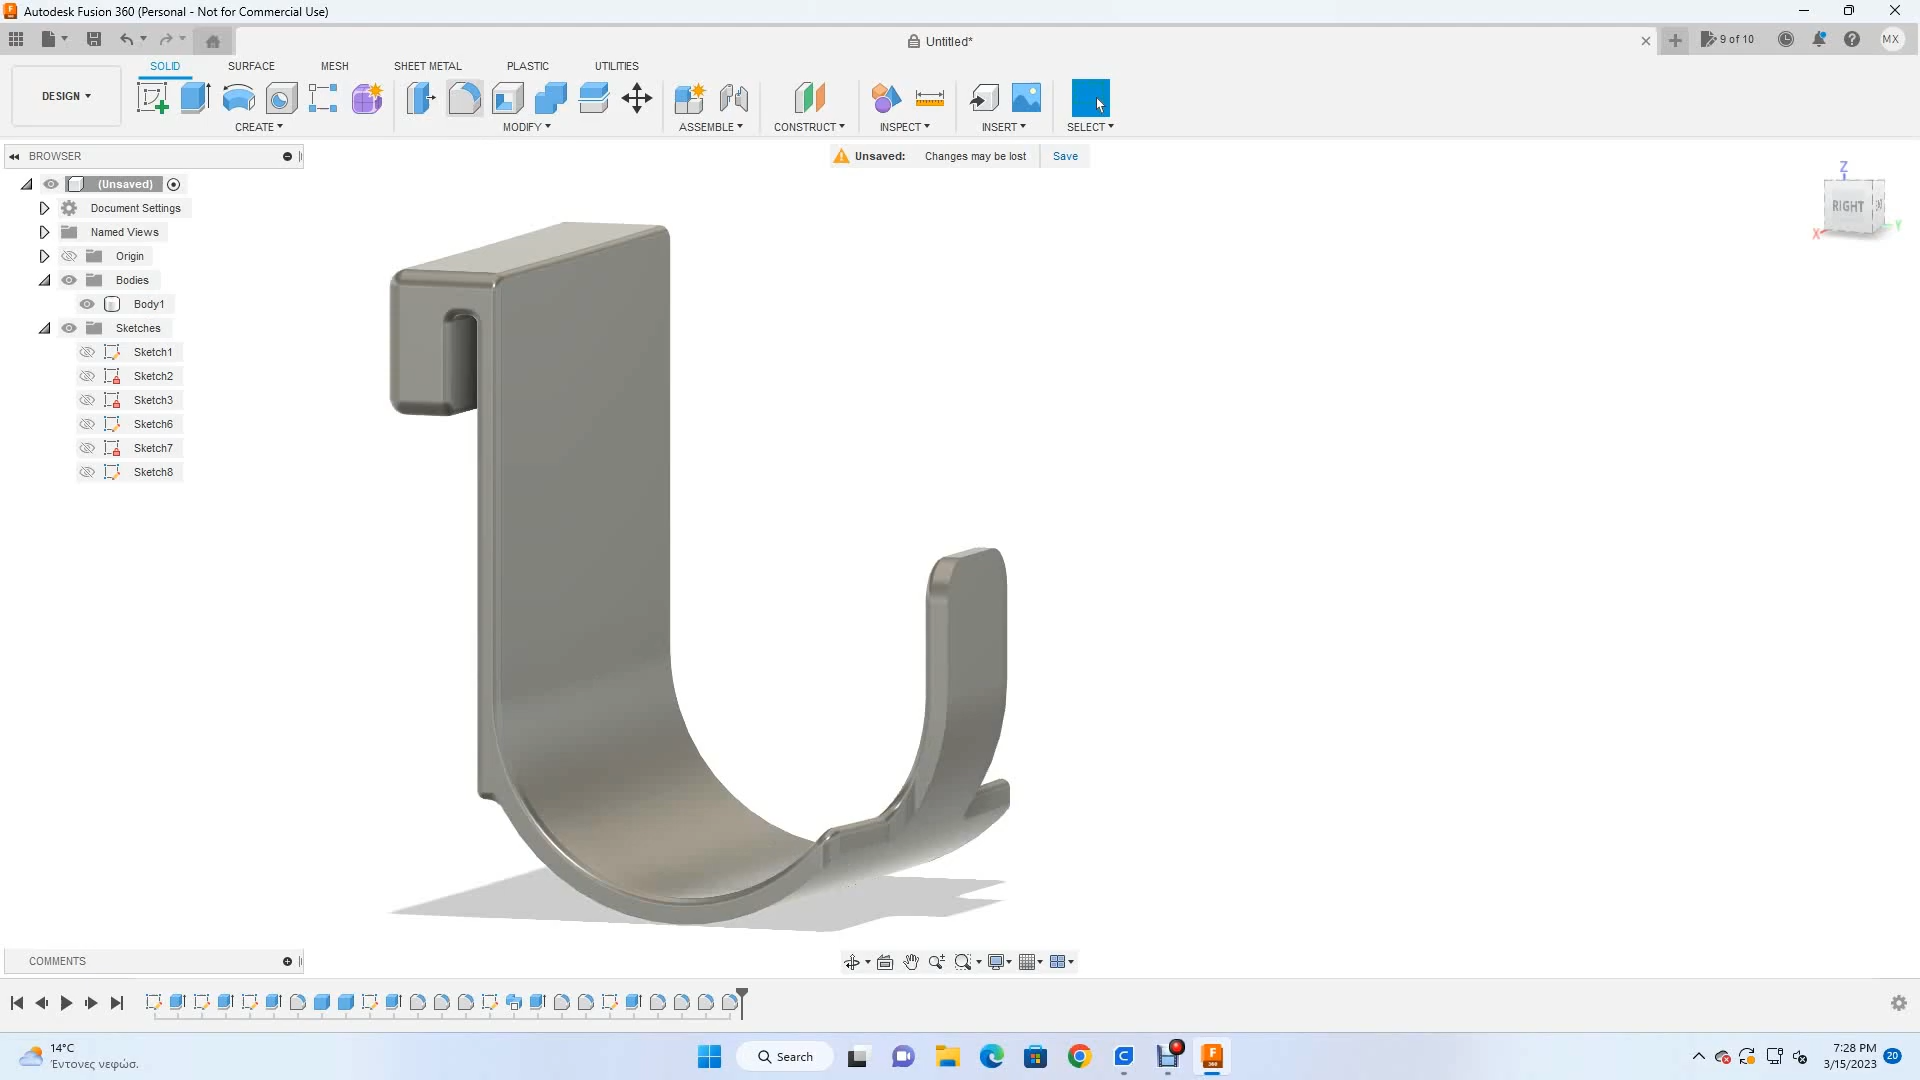 Autodesk Fusion 360 (Personal - Not for Commercial Use)
Untitled*
9 of 10
MX
DESIGN
SOLID
SURFACE
MESH
SHEET METAL
PLASTIC
UTILITIES
CREATE
MODIFY
ASSEMBLE
CONSTRUCT
INSPECT
INSERT
SELECT
BROWSER
Unsaved: Changes may be lost Save
(Unsaved)
Document Settings
Named Views
Origin
Bodies
Body1
Sketches
Sketch1
Sketch2
Sketch3
Sketch6
Sketch7
Sketch8
Z
RIGHT
X
Y
COMMENTS
14°C
Έντονες νεφώσ.
Search
7:28 PM
3/15/2023
20